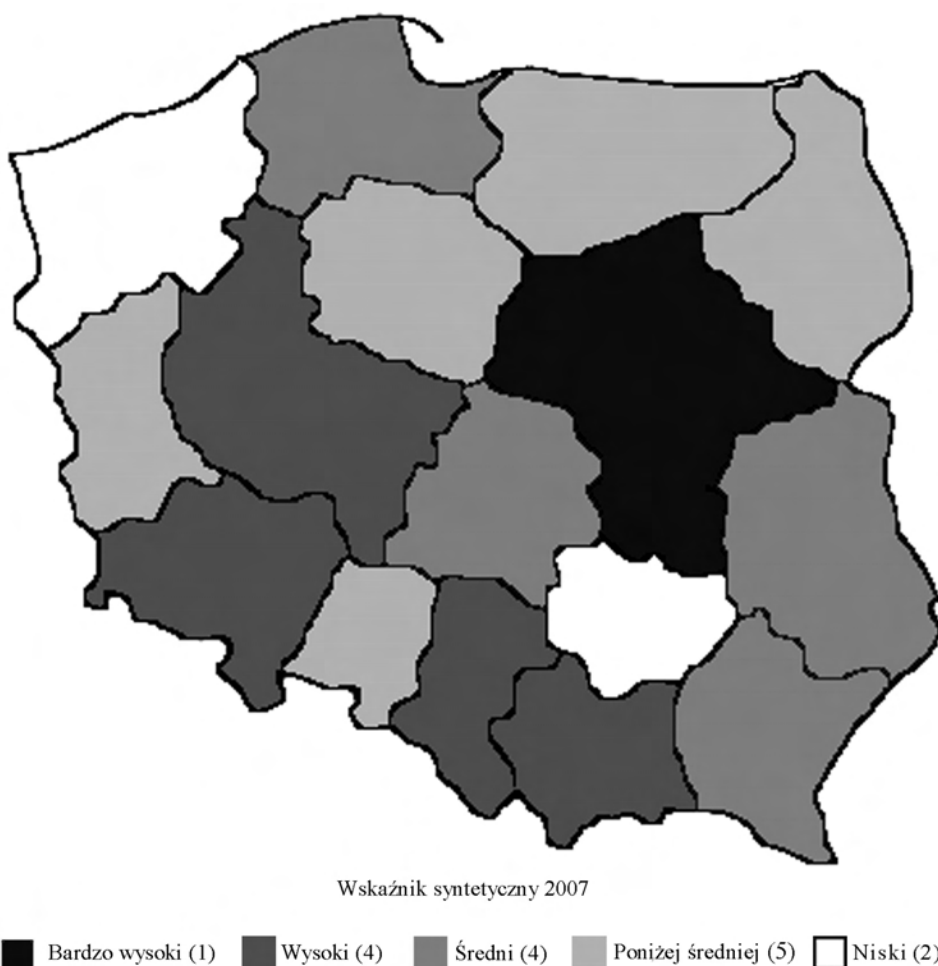 Wskaźnik syntetyczny 2007
Bardzo wysoki (1) Wysoki (4) Średni (4) Poniżej średniej (5) Niski (2)